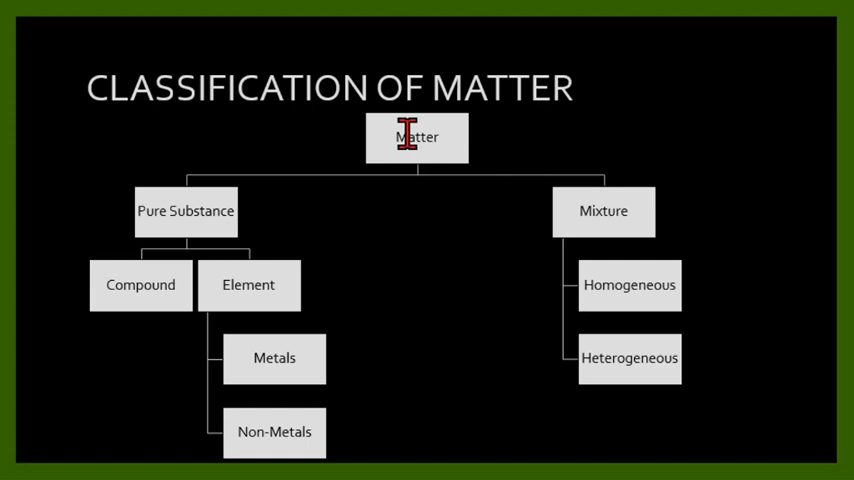 CLASSIFICATION OF MATTER
Matter
Pure Substance
Mixture
Compound
Element
Homogeneous
Metals
Heterogeneous
Non-Metals